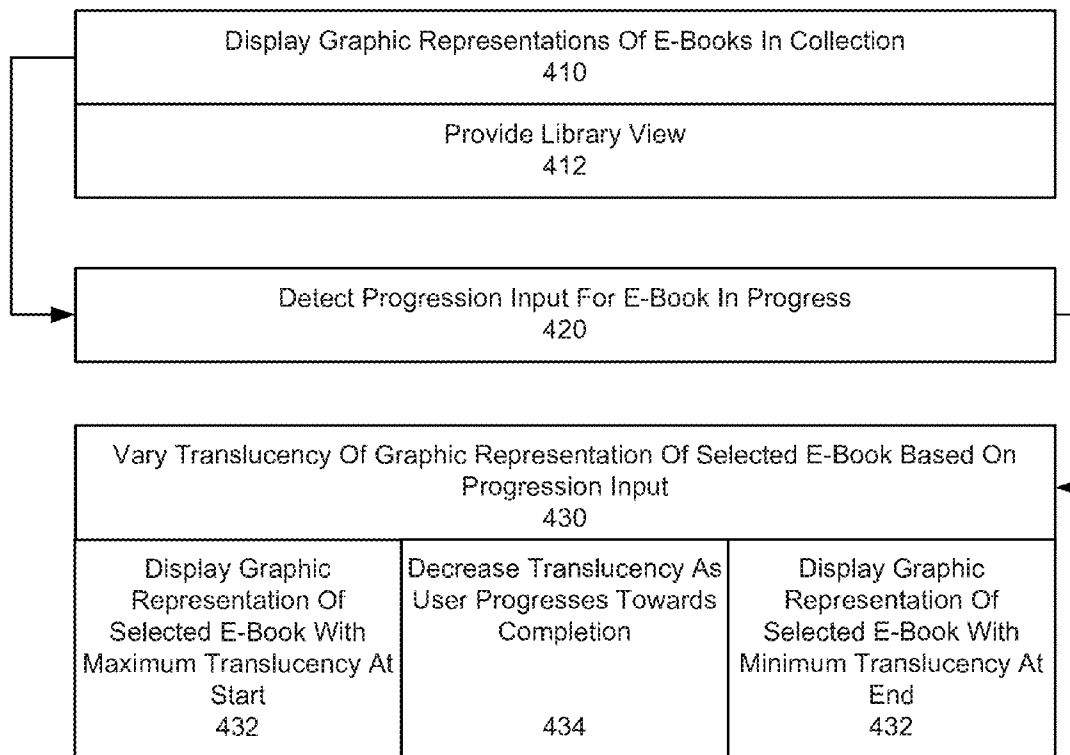 Display Graphic Representations Of E-Books In Collection
410
Provide Library View
412
Detect Progression Input For E-Book In Progress
420
Vary Translucency Of Graphic Representation Of Selected E-Book Based On
Progression Input
430
Display Graphic
Representation Of
Selected E-Book With
Maximum Translucency At
Start
432
Decrease Translucency As
User Progresses Towards
Completion
434
Display Graphic
Representation Of
Selected E-Book With
Minimum Translucency At
End
432